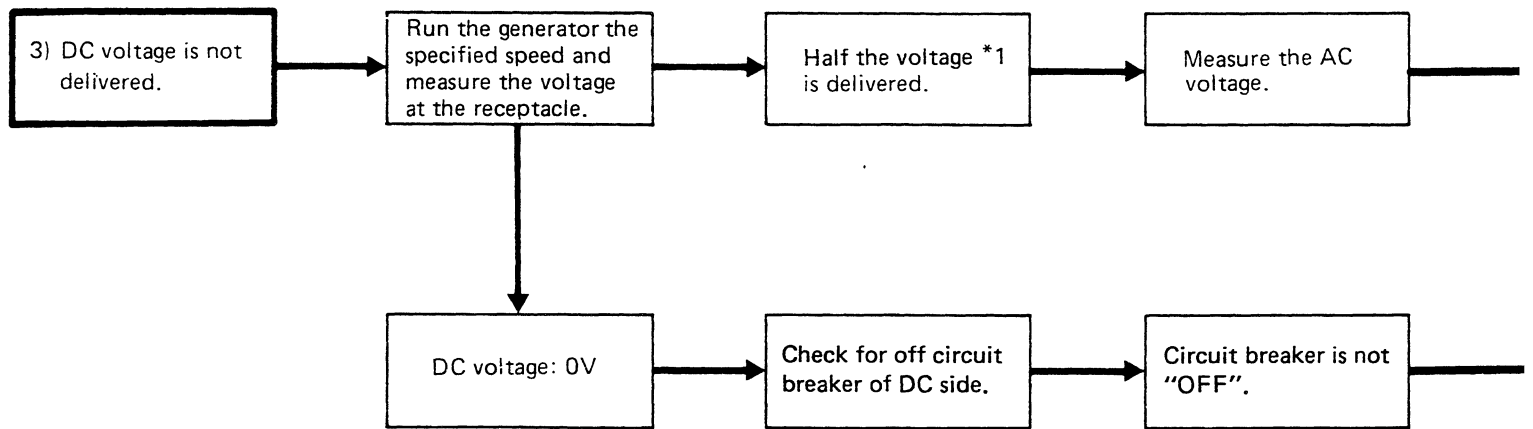 3) DC voltage is not
delivered.
Run the generator the
specified speed and
measure the voltage
at the receptacle.
Half the voltage *1
is delivered.
Measure the AC
voltage.
DC voltage: 0V
Check for off circuit
breaker of DC side.
Circuit breaker is not
“OFF”.